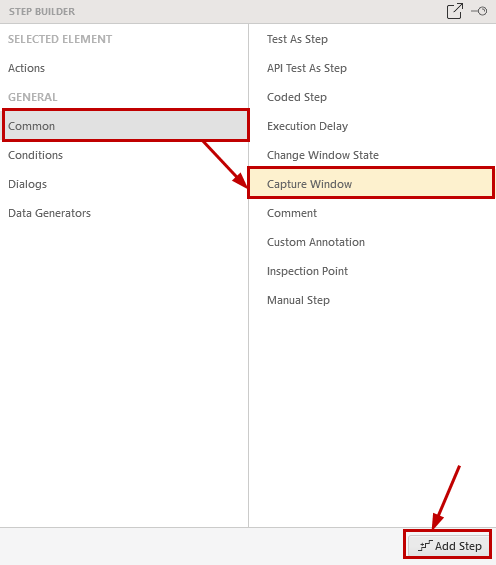 STEP BUILDER
SELECTED ELEMENT
Actions
GENERAL
Common
Conditions
Dialogs
Data Generators
Test As Step
API Test As Step
Coded Step
Execution Delay
Change Window State
Capture Window
Comment
Custom Annotation
Inspection Point
Manual Step
Add Step